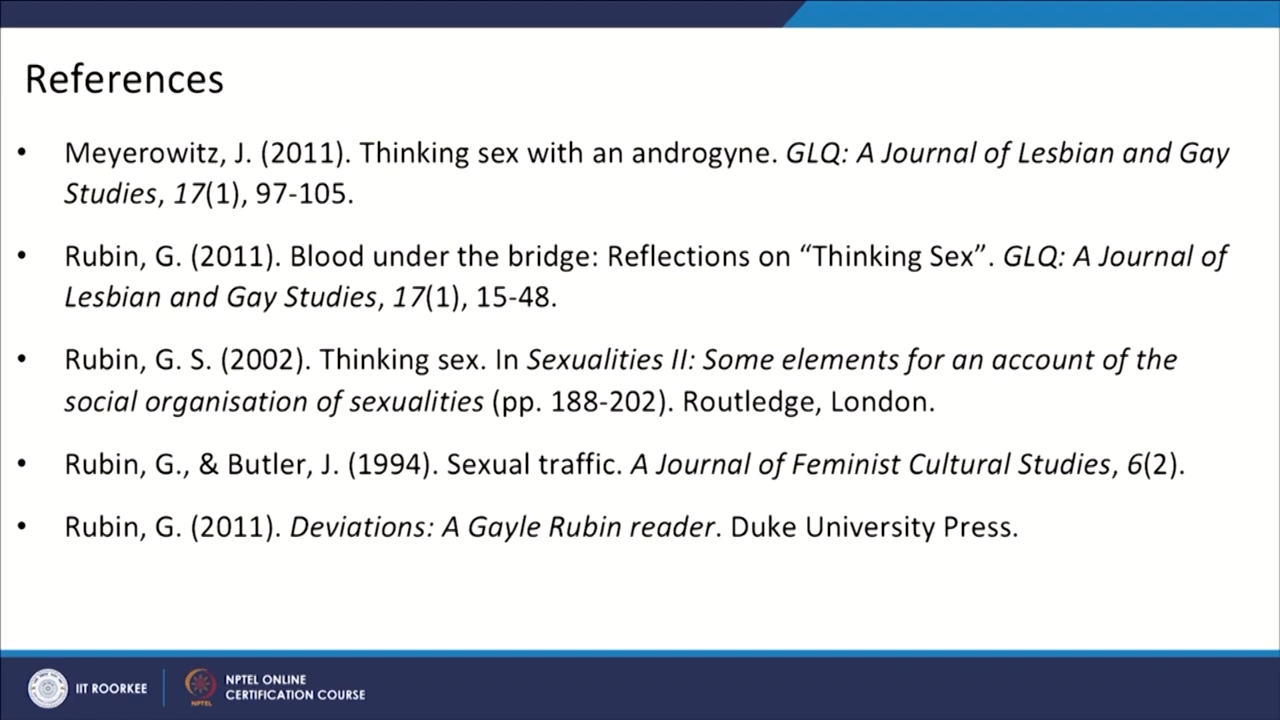 References
• Meyerowitz, J. (2011). Thinking sex with an androgyne. GLQ: A Journal of Lesbian and Gay
Studies, 17(1), 97-105.
• Rubin, G. (2011). Blood under the bridge: Reflections on “Thinking Sex”. GLQ: A Journal of
Lesbian and Gay Studies, 17(1), 15-48.
• Rubin, G. S. (2002). Thinking sex. In Sexualities II: Some elements for an account of the
social organisation of sexualities (pp. 188-202). Routledge, London.
• Rubin, G., & Butler, J. (1994). Sexual traffic. A Journal of Feminist Cultural Studies, 6(2).
• Rubin, G. (2011). Deviations: A Gayle Rubin reader. Duke University Press.
IIT ROORKEE
NPTEL
NPTEL ONLINE
CERTIFICATION COURSE